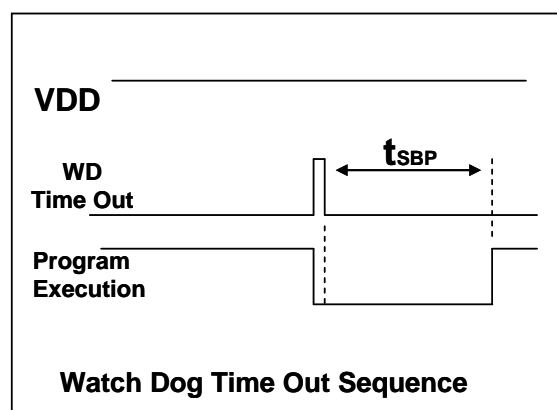 VDD
tSBP
WD
Time Out
Program
Execution
Watch Dog Time Out Sequence